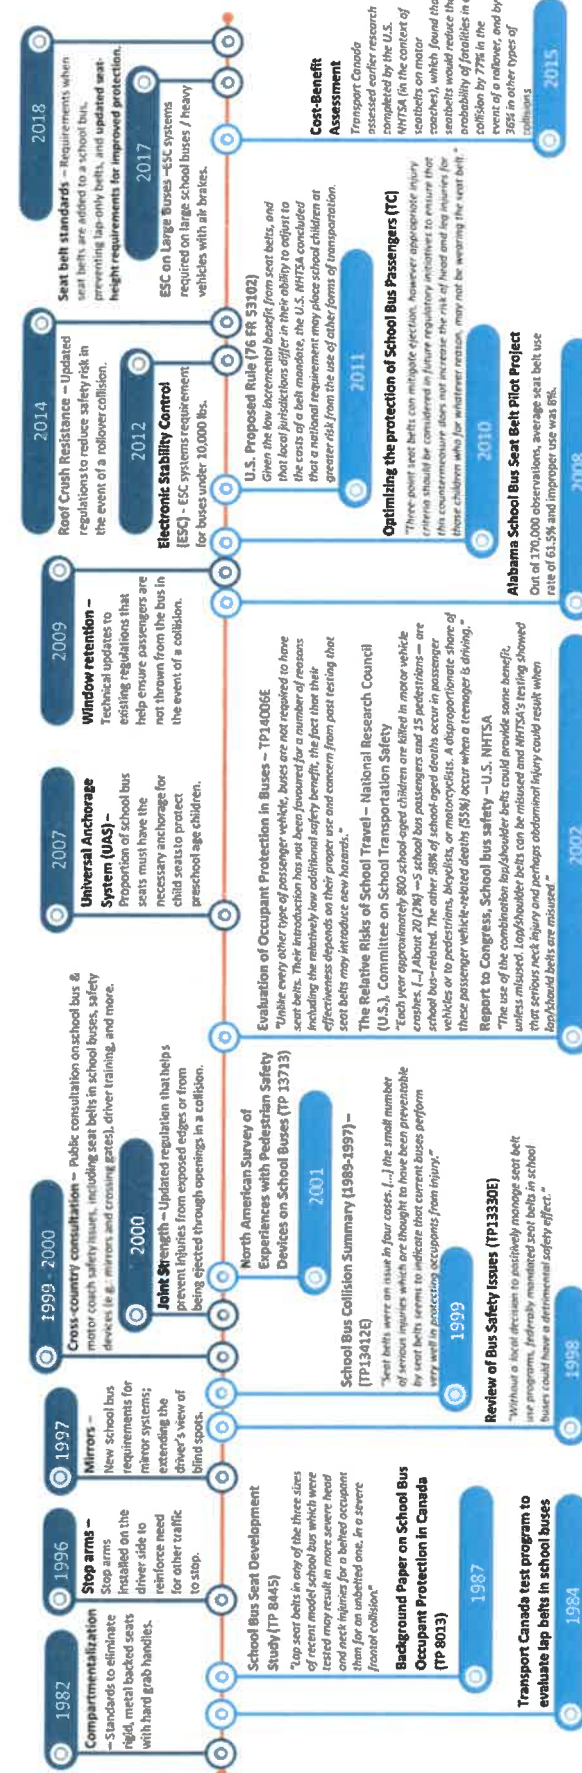 1982
Compartmentalization
– Standards to eliminate
rigid, metal backed seats
with hard grab handles.
1996
Stop arms –
Stop arms
installed on the
driver side to
reinforce need
for other traffic
to stop.
1997
Mirrors –
New school bus
requirements for
mirror systems;
extending the
driver's view of
blind spots.
1999 - 2000
Cross-country consultation – Public consultation on school bus &
motor coach safety issues, including seat belts in school buses, safety
devices (e.g., mirrors and crossing gates), driver training, and more.
2000
Joint Strength – Updated regulation that helps
prevent injuries from exposed edges or from
being ejected through openings in a collision.
2007
Universal Anchorage
System (UAS) –
Proportion of school bus
seats must have the
necessary anchorage for
child seats to protect
preschool age children.
2009
Window retention –
Technical updates to
existing regulations that
help ensure passengers are
not thrown from the bus in
the event of a collision.
2014
Roof Crush Resistance – Updated
regulations to reduce safety risk in
the event of a rollover collision.
2012
Electronic Stability Control
(ESC) – ESC systems requirement
for buses under 10,000 lbs.
2018
Seat belt standards – Requirements when
seat belts are added to a school bus,
preventing lap-only belts, and updated seat-
height requirements for improved protection.
2017
ESC on Large Buses –ESC systems
required on large school buses / heavy
vehicles with air brakes.
School Bus Seat Development
Study (TP 8445)
"Lap seat belts in any of the three sizes
of recent model school bus which were
tested may result in more severe head
and neck injuries for a belted occupant
than for an unbelted one, in a severe
frontal collision."
Background Paper on School Bus
Occupant Protection in Canada
(TP 8013)
1987
Transport Canada test program to
evaluate lap belts in school buses
1984
North American Survey of
Experiences with Pedestrian Safety
Devices on School Buses (TP 13713)
2001
School Bus Collision Summary (1989-1997) –
(TP13412E)
"Seat belts were an issue in four cases. [...] the small number
of serious injuries which are thought to have been preventable
by seat belts seems to indicate that current buses perform
very well in protecting occupants from injury."
1999
Review of Bus Safety Issues (TP13330E)
"Without a local decision to positively manage seat belt
use programs, federally mandated seat belts in school
buses could have a detrimental safety effect."
1998
Evaluation of Occupant Protection in Buses – TP14006E
"Unlike every other type of passenger vehicle, buses are not required to have
seat belts. Their introduction has not been favoured for a number of reasons
including the relatively low additional safety benefit, the fact that their
effectiveness depends on their proper use and concern from past testing that
seat belts may introduce new hazards."
The Relative Risks of School Travel – National Research Council
(U.S.), Committee on School Transportation Safety
"Each year approximately 800 school-aged children are killed in motor vehicle
crashes. [...] About 20 (2%) – 5 school bus passengers and 15 pedestrians – are
school bus–related. The other 98% of school-aged deaths occur in passenger
vehicles or to pedestrians, bicyclists, or motorcyclists. A disproportionate share of
these passenger vehicle-related deaths (55%) occur when a teenager is driving."
Report to Congress, School bus safety – U.S. NHTSA
"The use of the combination lap/shoulder belts could provide some benefit,
unless misused. Lap/shoulder belts can be misused and NHTSA's testing showed
that serious neck injury and perhaps abdominal injury could result when
lap/should belts are misused."
2002
U.S. Proposed Rule (76 FR 53102)
Given the low incremental benefit from seat belts, and
that local jurisdictions differ in their ability to adjust to
the costs of a belt mandate, the U.S. NHTSA concluded
that a national requirement may place school children at
greater risk from the use of other forms of transportation.
2011
Optimizing the protection of School Bus Passengers (TC)
"Three-point seat belts can mitigate ejection, however appropriate injury
criteria should be considered in future regulatory initiatives to ensure that
this countermeasure does not increase the risk of head and leg injuries for
those children who for whatever reason, may not be wearing the seat belt."
2010
Alabama School Bus Seat Belt Pilot Project
Out of 170,000 observations, average seat belt use
rate of 61.5% and improper use was 8%.
2008
Cost-Benefit
Assessment
Transport Canada
assessed earlier research
completed by the U.S.
NHTSA (in the context of
seatbelts on motor
coaches), which found tha
seatbelts would reduce the
probability of fatalities in
collision by 77% in the
event of a rollover, and by
36% in other types of
collisions
2015